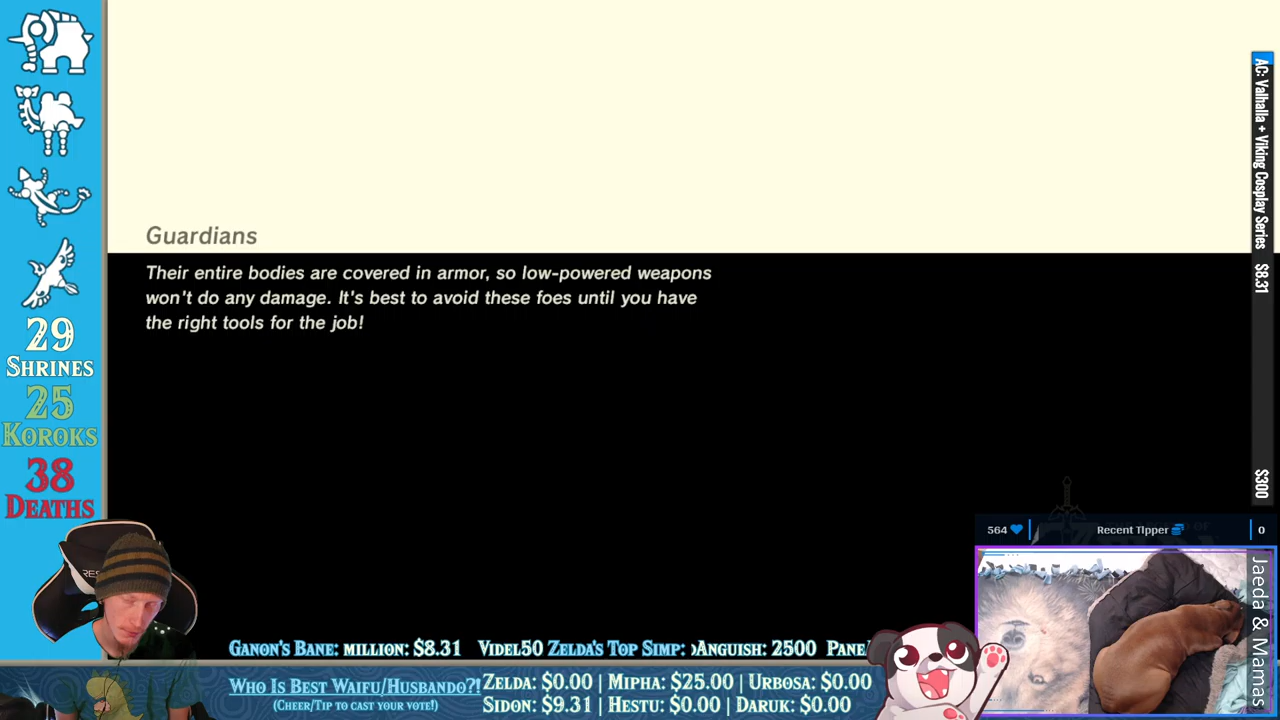 Guardians
Their entire bodies are covered in armor, so low-powered weapons
won't do any damage. It's best to avoid these foes until you have
the right tools for the job!
29
SHRINES
25
KOROKS
38
DEATHS
AC: Valhalla + Viking Cosplay Series $8.31
$300
564
Recent Tipper
0
Jaeda & Mamas
GANON'S BANE: MILLION: $8.31 VIDEL50 ZELDA'S TOP SIMP: ANGUISH: 2500 PANE
WHO IS BEST WAIFU/HUSBANDO?!
(CHEER/TIP TO CAST YOUR VOTE!)
ZELDA: $0.00 | MIPHA: $25.00 | URBOSA: $0.00
SIDON: $9.31 | HESTU: $0.00 | DARUK: $0.00